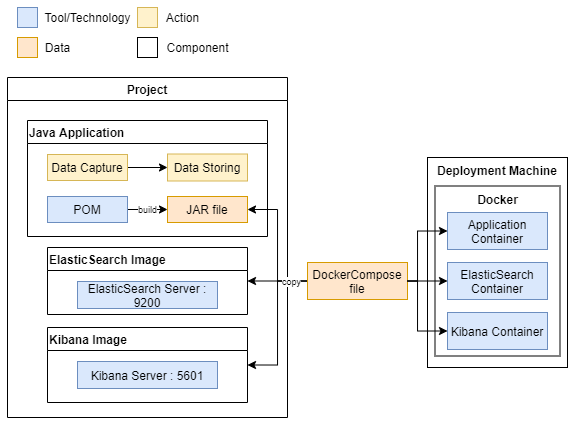 Tool/Technology
Action
Data
Component
Project
Java Application
Data Capture
Data Storing
POM
build
JAR file
ElasticSearch Image
ElasticSearch Server :
9200
Kibana Image
Kibana Server : 5601
copy
DockerCompose
file
Deployment Machine
Docker
Application
Container
ElasticSearch
Container
Kibana Container